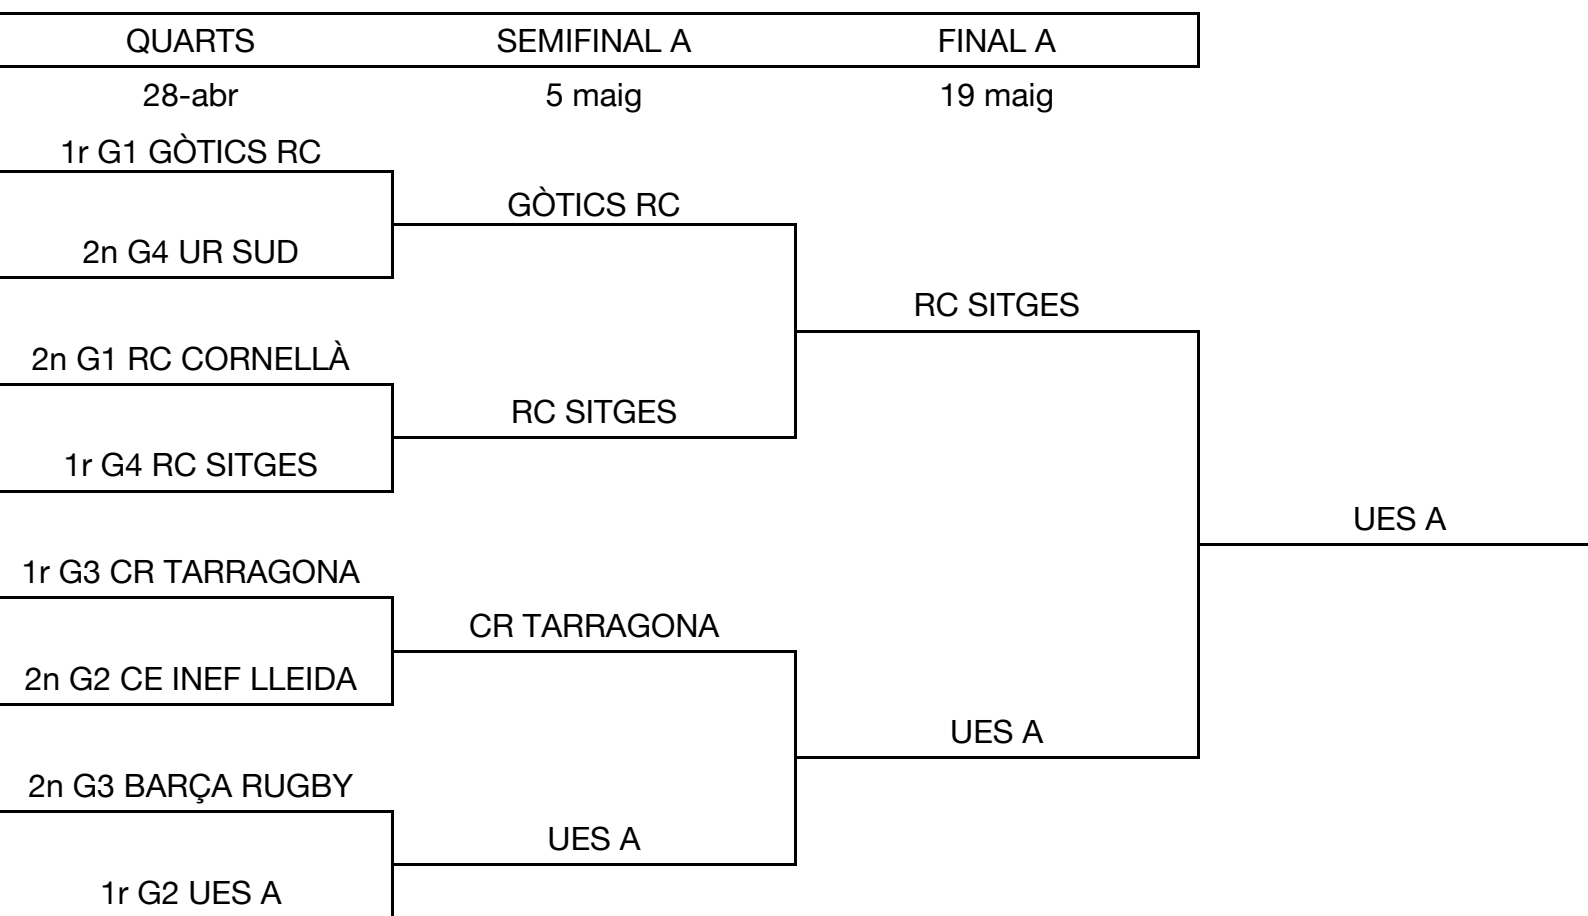 QUARTS SEMIFINAL A FINAL A
28-abr 5 maig 19 maig
1r G1 GÒTICS RC
GÒTICS RC
2n G4 UR SUD
RC SITGES
2n G1 RC CORNELLÀ
RC SITGES
1r G4 RC SITGES
UES A
1r G3 CR TARRAGONA
CR TARRAGONA
2n G2 CE INEF LLEIDA
UES A
2n G3 BARÇA RUGBY
UES A
1r G2 UES A